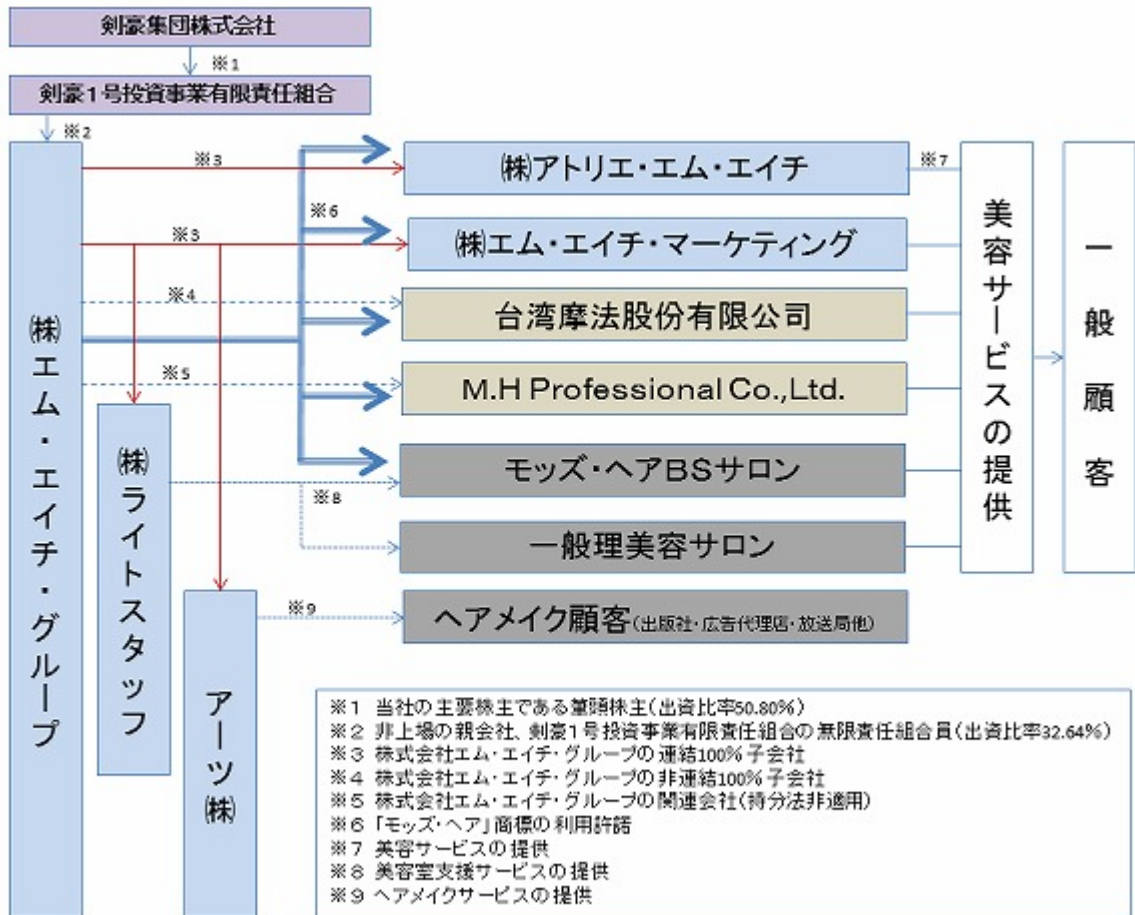 剣豪集団株式会社
※1
剣豪1号投資事業有限責任組合
※2
㈱エム・エイチ・グループ
※3
㈱アトリエ・エム・エイチ
※7
※6
※3
㈱エム・エイチ・マーケティング
※4
台湾摩法股份有限公司
※5
M.H Professional Co.,Ltd.
㈱ライトスタッフ
モッズ・ヘアBSサロン
※8
一般理美容サロン
アーツ㈱
※9
ヘアメイク顧客(出版社・広告代理店・放送局他)
美容サービスの提供
一般顧客
※1 当社の主要株主である筆頭株主(出資比率50.80%)
※2 非上場の親会社、剣豪1号投資事業有限責任組合の無限責任組合員(出資比率32.64%)
※3 株式会社エム・エイチ・グループの連結100%子会社
※4 株式会社エム・エイチ・グループの非連結100%子会社
※5 株式会社エム・エイチ・グループの関連会社(持分法非適用)
※6 「モッズ・ヘア」商標の利用許諾
※7 美容サービスの提供
※8 美容室支援サービスの提供
※9 ヘアメイクサービスの提供